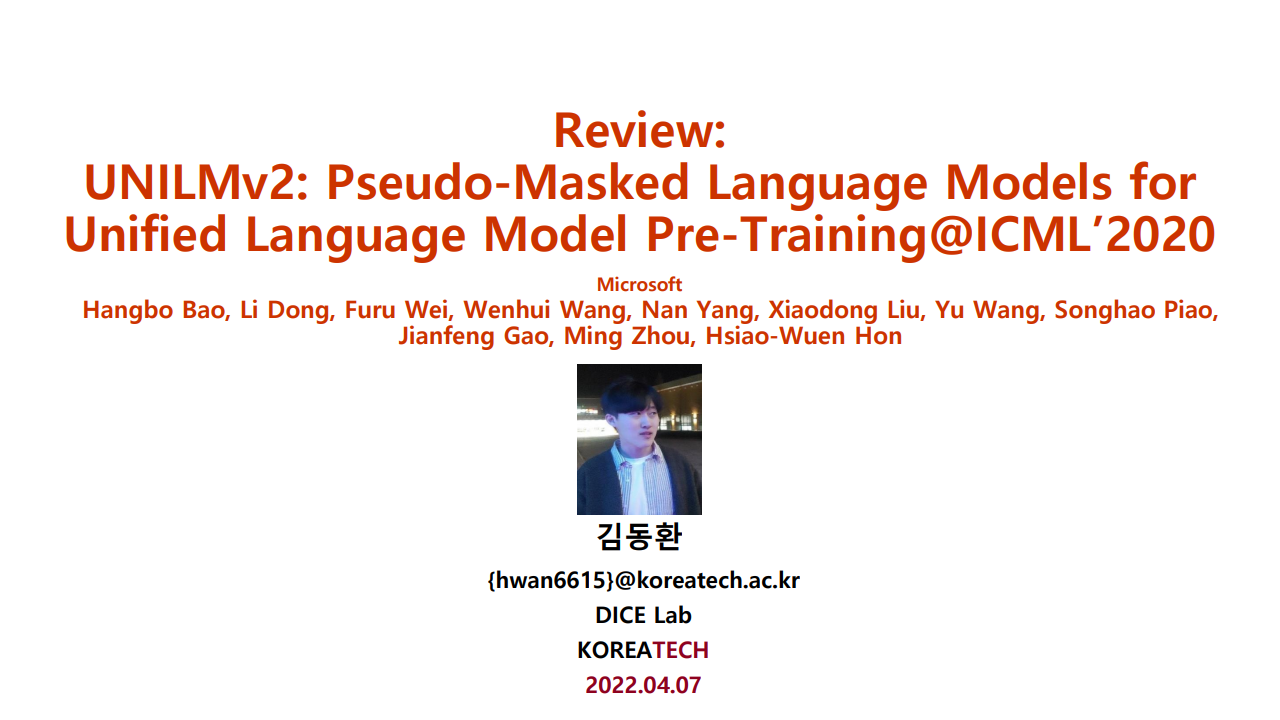 Review:
UNILMv2: Pseudo-Masked Language Models for
Unified Language Model Pre-Training@ICML’2020
Microsoft
Hangbo Bao, Li Dong, Furu Wei, Wenhui Wang, Nan Yang, Xiaodong Liu, Yu Wang, Songhao Piao,
Jianfeng Gao, Ming Zhou, Hsiao-Wuen Hon
김동환
{hwan6615}@koreatech.ac.kr
DICE Lab
KOREATECH
2022.04.07